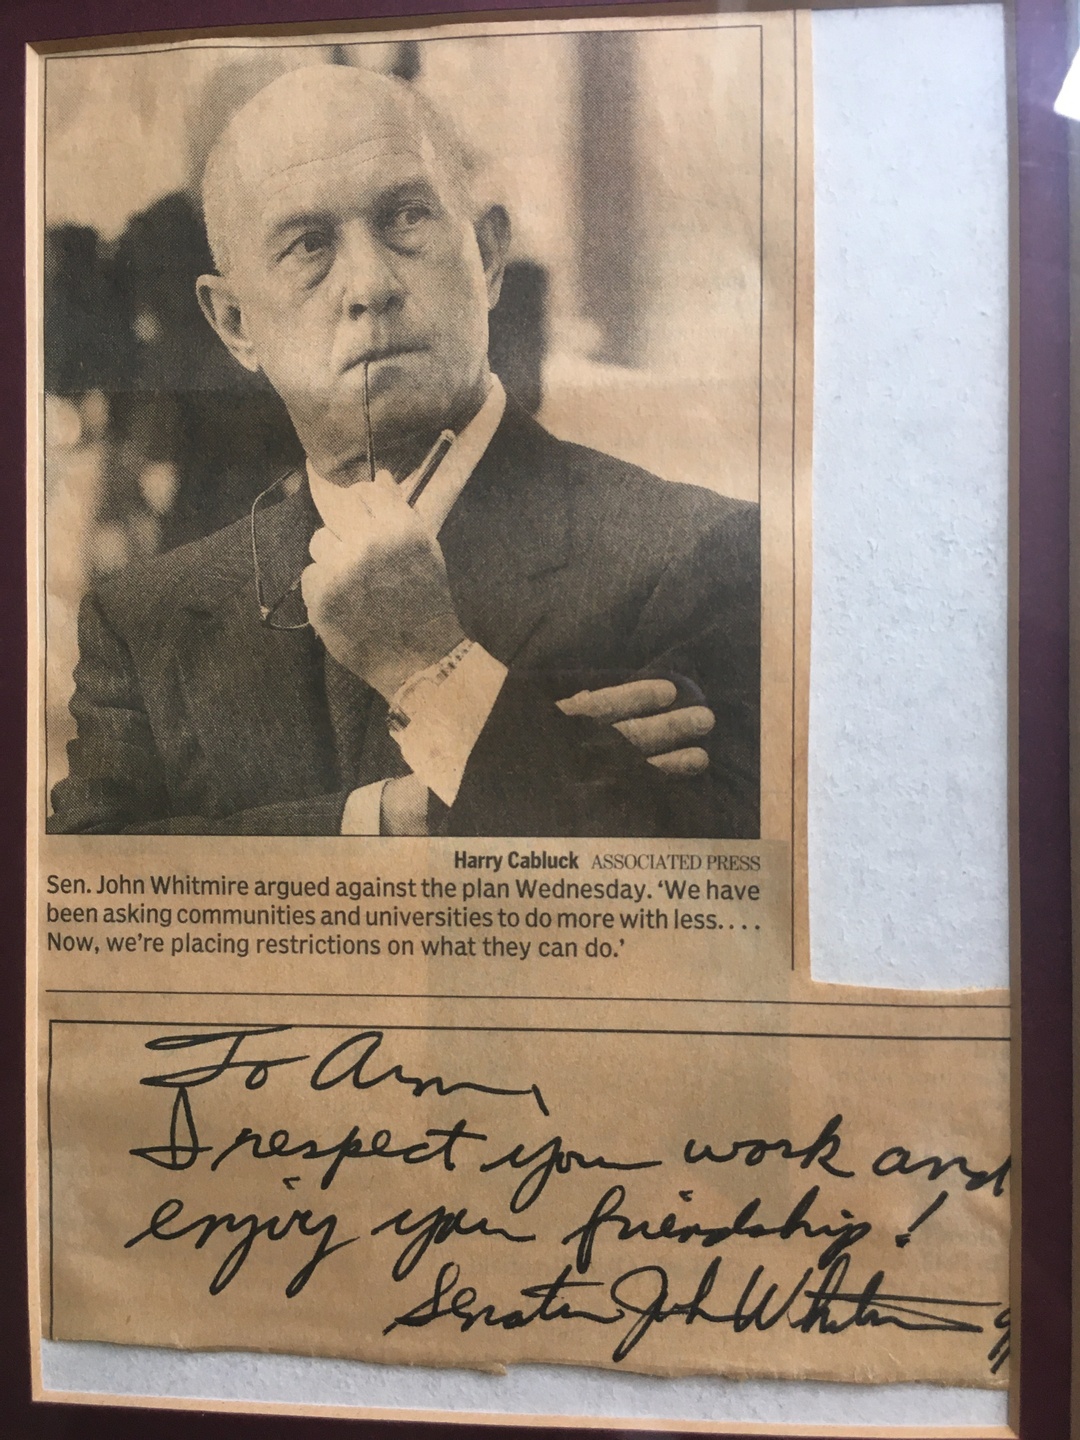 Harry Cabluck ASSOCIATED PRESS
Sen. John Whitmire argued against the plan Wednesday. ‘We have
been asking communities and universities to do more with less. . . .
Now, we’re placing restrictions on what they can do.’
To Ann,
I respect your work and
enjoy your friendship!
Senator John Whitmire